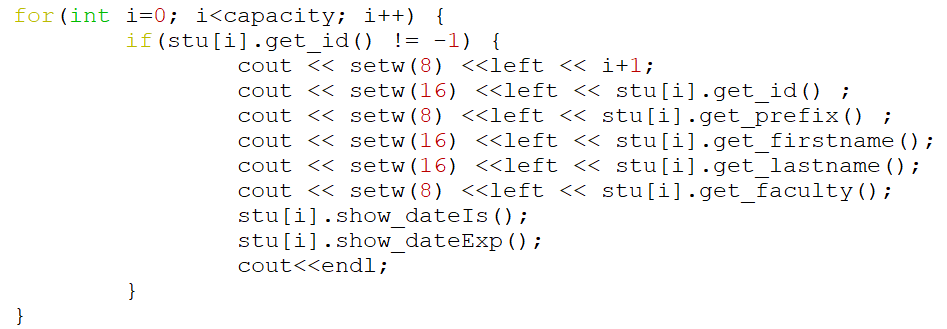 for(int i=0; i<capacity; i++) {
        if(stu[i].get_id() != -1) {
                cout << setw(8) <<left << i+1;
                cout << setw(16) <<left << stu[i].get_id() ;
                cout << setw(8) <<left << stu[i].get_prefix() ;
                cout << setw(16) <<left << stu[i].get_firstname();
                cout << setw(16) <<left << stu[i].get_lastname();
                cout << setw(8) <<left << stu[i].get_faculty();
                stu[i].show_dateIs();
                stu[i].show_dateExp();
                cout<<endl;
        }
}